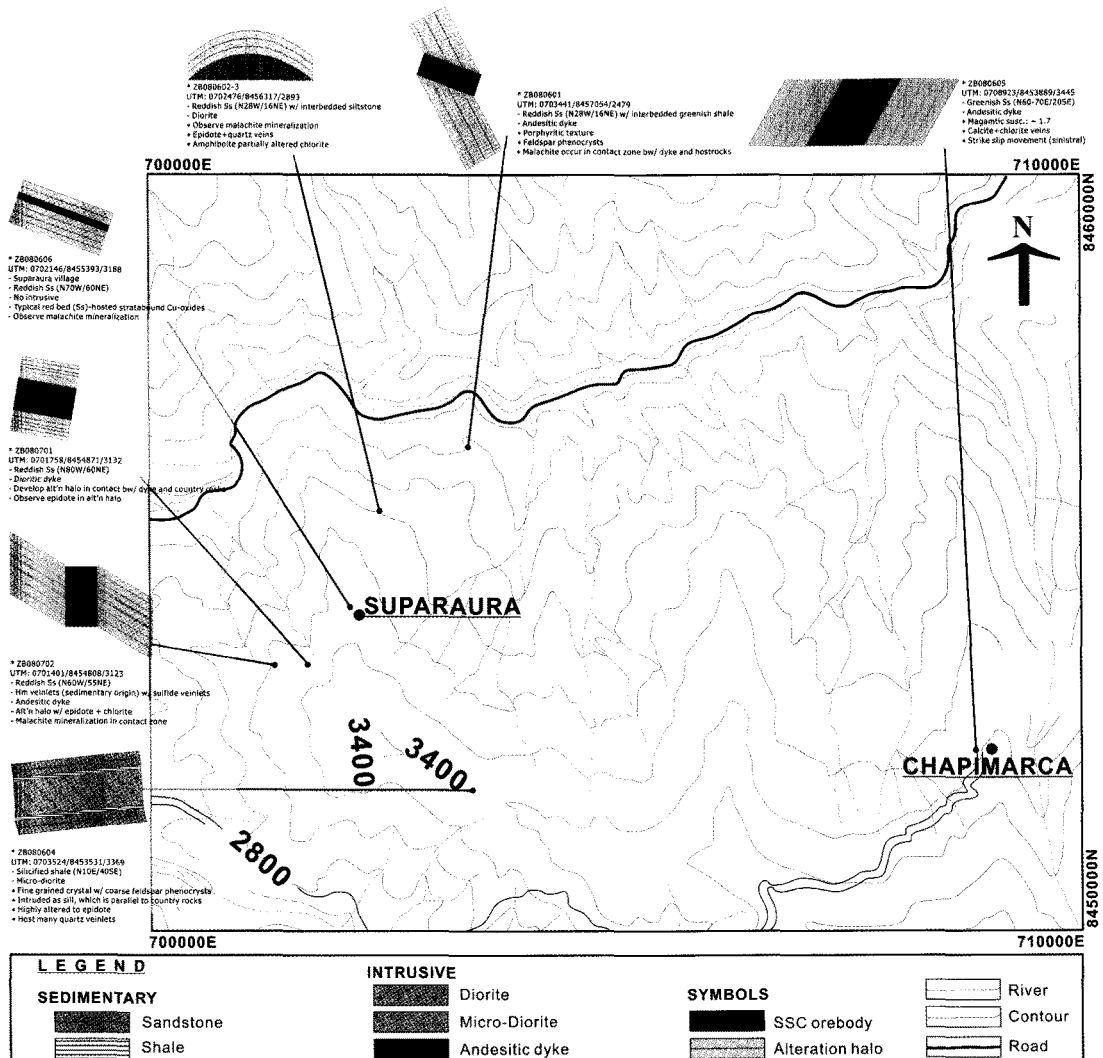 * ZB080602-3
UTM: 0702476/8456317/2893
- Reddish Ss (N28W/16NE) w/ interbedded siltstone
- Diorite
+ Observe malachite mineralization
+ Epidote+quartz veins
+ Amphibolte partially altered chlorite
* ZB080601
UTM: 0703441/8457054/2479
- Reddish Ss (N28W/16NE) w/ interbedded greenish shale
- Andesitic dyke
+ Porphyritic texture
+ Feldspar phenocrysts
+ Malachite occur in contact zone bw/ dyke and hostrocks
* ZB080605
UTM: 0708923/8453889/3445
- Greenish Ss (N60-70E/20SE)
- Andesitic dyke
+ Magamtic susc.: ~ 1.7
+ Calcite+chlorite veins
+ Strike slip movement (sinistral)
700000E
710000E
8460000N
N
* ZB080606
UTM: 0702146/8455393/3188
- Suparaura village
- Reddish Ss (N70W/60NE)
- No intrusive
- Typical red bed (Ss)-hosted stratabound Cu-oxides
- Observe malachite mineralization
* ZB080701
UTM: 0701758/8454871/3132
- Reddish Ss (N80W/60NE)
- Dioritic dyke
- Develop alt'n halo in contact bw/ dyke and country rocks
- Observe epidote in alt'n halo
SUPARAURA
* ZB080702
UTM: 0701401/8454808/3123
- Reddish Ss (N60W/55NE)
- Hm veinlets (sedimentary origin) w/ sulfide veinlets
- Andesitic dyke
- Alt'n halo w/ epidote + chlorite
- Malachite mineralization in contact zone
3400
3400
CHAPIMARCA
2800
* ZB080604
UTM: 0703524/8453531/3369
- Silicified shale (N10E/40SE)
- Micro-diorite
+ Fine grained crystal w/ coarse feldspar phenocrysts
+ Intruded as sill, which is parallel to country rocks
+ Highly altered to epidote
+ Host many quartz veinlets
8450000N
700000E
710000E
LEGEND
SEDIMENTARY
Sandstone
Shale
INTRUSIVE
Diorite
Micro-Diorite
Andesitic dyke
SYMBOLS
SSC orebody
Alteration halo
River
Contour
Road